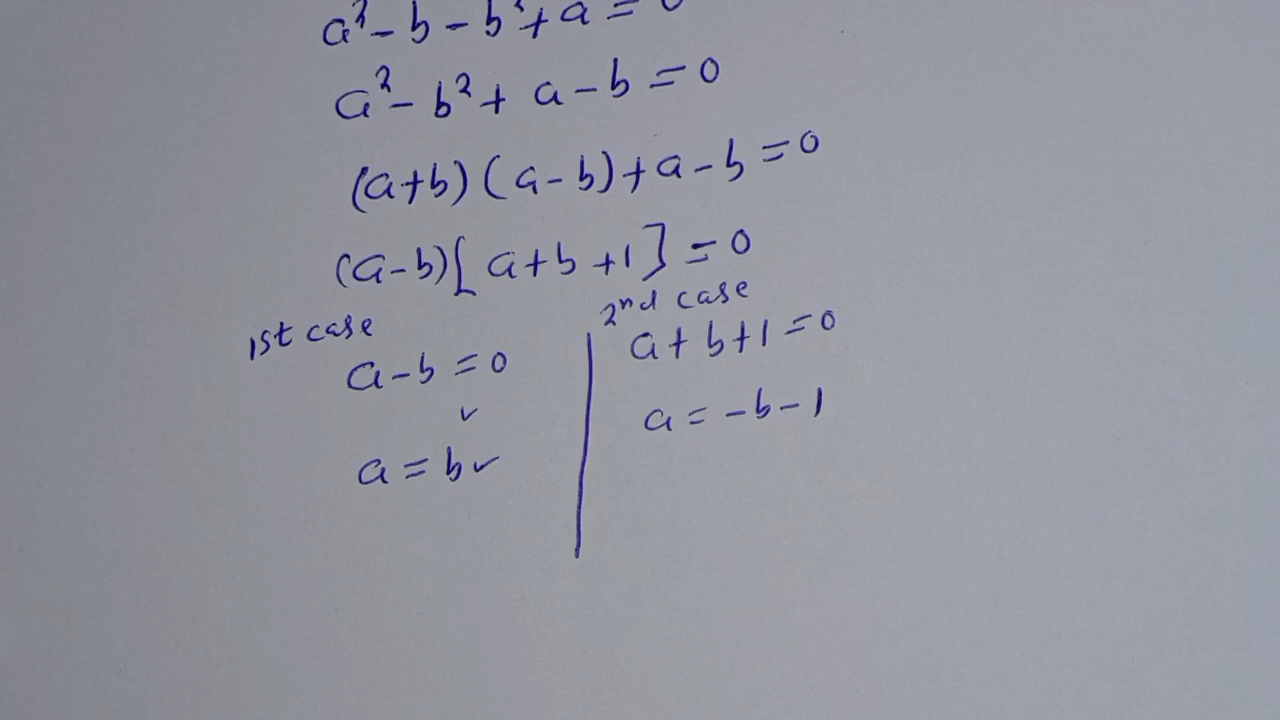 a² - b - b² + a = 0
a² - b² + a - b = 0
(a+b) (a-b) + a - b = 0
(a-b) [a+b+1] = 0
1st case
2nd case
a - b = 0
a + b + 1 = 0
✓
a = -b - 1
a = b ✓